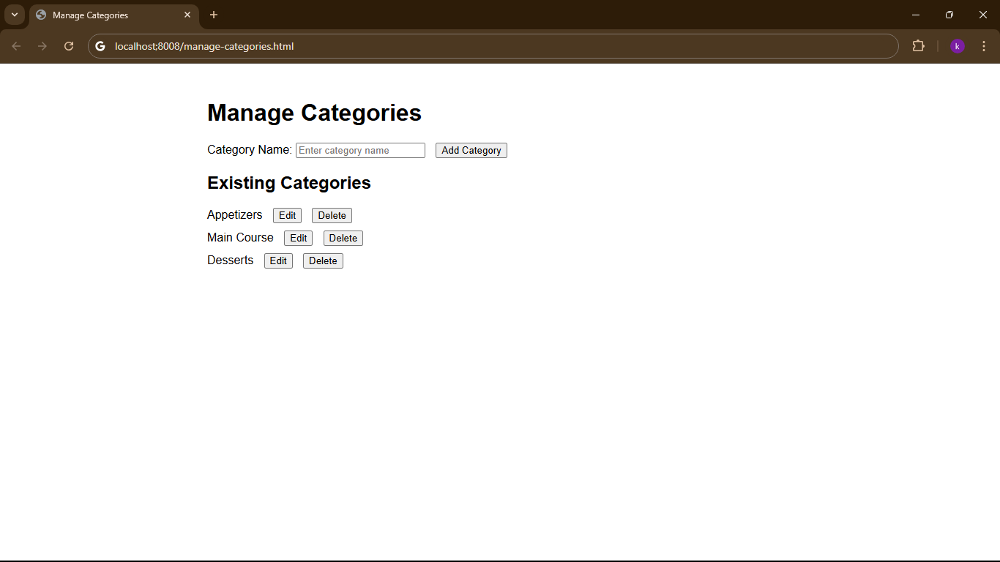 Manage Categories
localhost:8008/manage-categories.html
k
Manage Categories
Category Name: Enter category name Add Category
Existing Categories
Appetizers Edit Delete
Main Course Edit Delete
Desserts Edit Delete